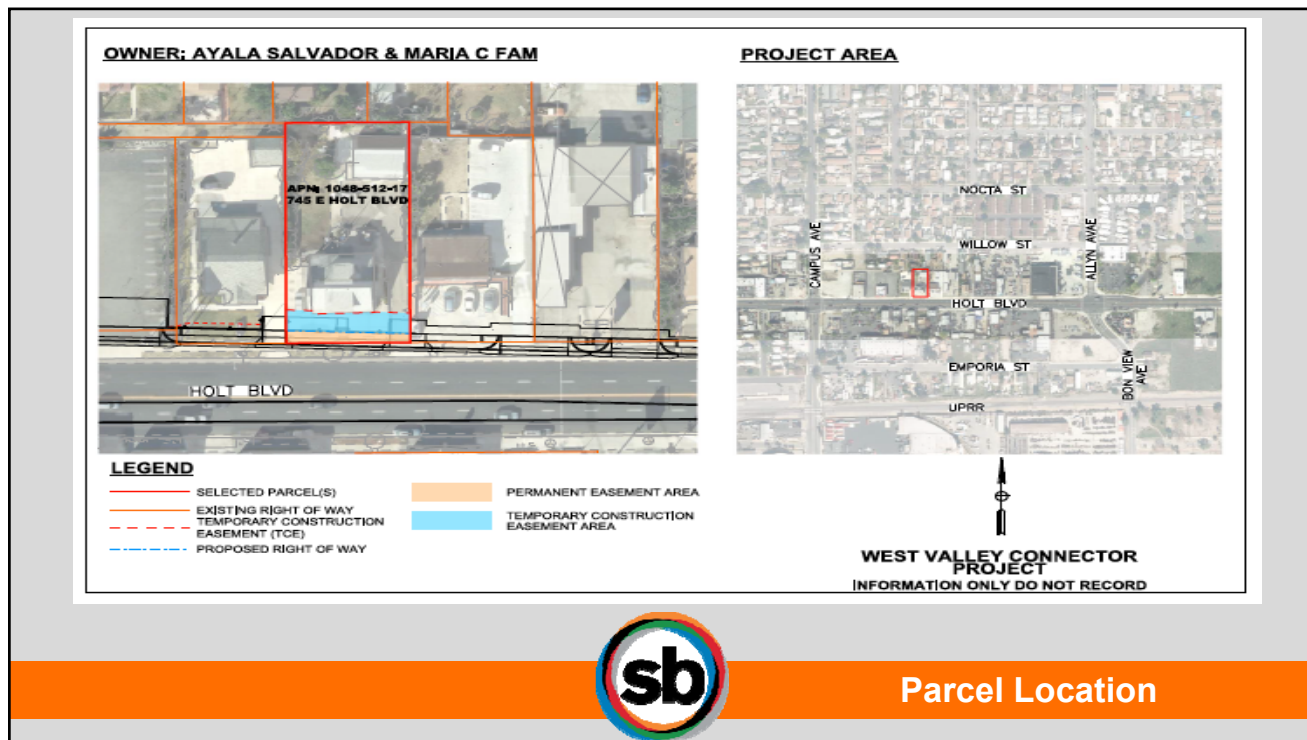 OWNER: AYALA SALVADOR & MARIA C FAM
APN: 1048-512-17
745 E HOLT BLVD
HOLT BLVD
LEGEND
SELECTED PARCEL(S)
EXISTING RIGHT OF WAY
TEMPORARY CONSTRUCTION
EASEMENT (TCE)
PROPOSED RIGHT OF WAY
PERMANENT EASEMENT AREA
TEMPORARY CONSTRUCTION
EASEMENT AREA
PROJECT AREA
NOCTA ST
WILLOW ST
CAMPUS AVE
ALLYN AVAE
HOLT BLVD
EMPORIA ST
BON VIEW
AVE
UPRR
WEST VALLEY CONNECTOR
PROJECT
INFORMATION ONLY DO NOT RECORD
sb
Parcel Location